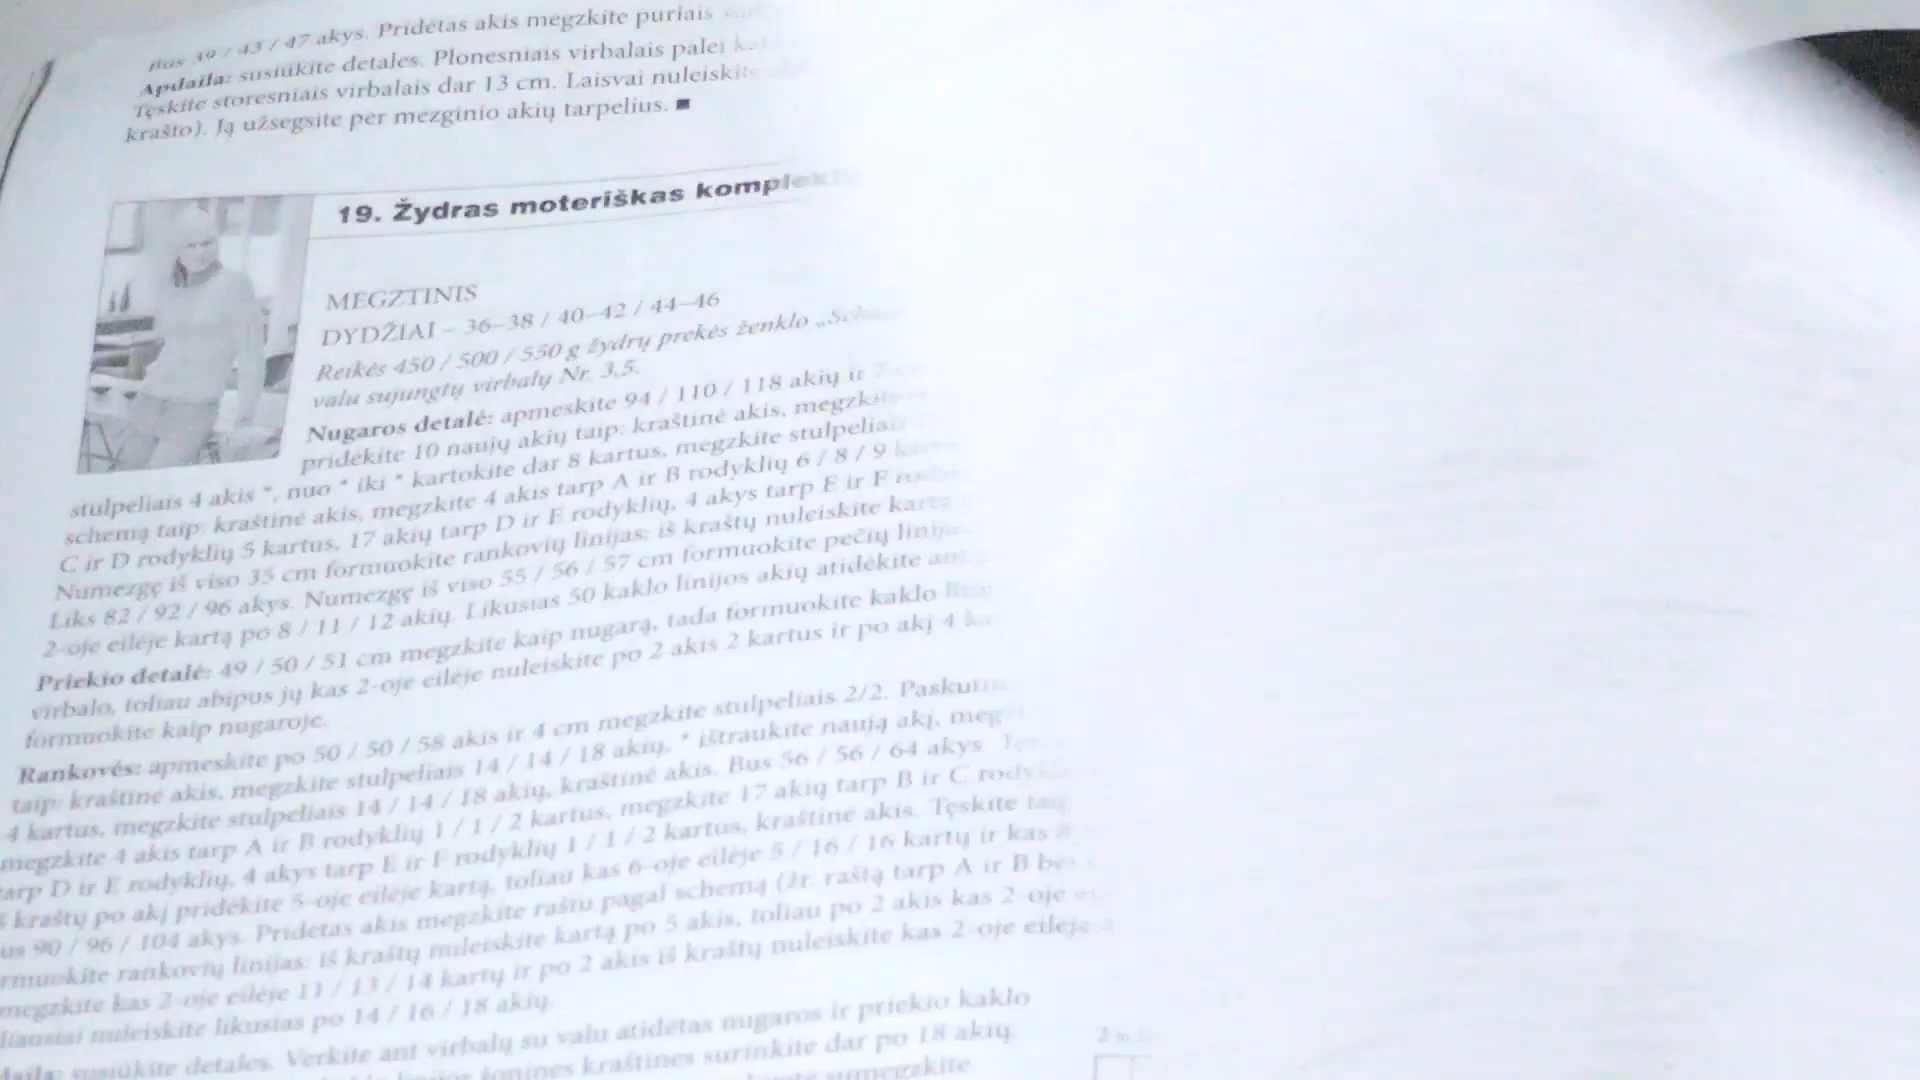 Bus 39 / 43 / 47 akys. Pridėtas akis megzkite puriais
Apdaila: susiūkite detales. Plonesniais virbalais palei
Tęskite storesniais virbalais dar 13 cm. Laisvai nuleiskite
krašto). Ją užsegsite per mezginio akių tarpelius. ■
19. Žydras moteriškas
MEGZTINIS
DYDŽIAI – 36–38 / 40–42 / 44–46
Reikės 450 / 500 / 550 g žydrų prekės ženklo
valu sujungtų virbalų Nr. 3,5.
Nugaros detalė: apmeskite 94 / 110 / 118 akių ir
pridėkite 10 naujų akių taip: kraštinė akis, megzkite
stulpeliais 4 akis *, nuo * iki * kartokite dar 8 kartus, megzkite stulpeliais
schemą taip: kraštinė akis, megzkite 4 akis tarp A ir B rodyklių 6 / 8 / 9
C ir D rodyklių 5 kartus, 17 akių tarp D ir E rodyklių, 4 akys tarp E ir F
Numezgę iš viso 35 cm formuokite rankovių linijas: iš kraštų nuleiskite kartą
Liks 82 / 92 / 96 akys. Numezgę iš viso 55 / 56 / 57 cm formuokite pečių
2-oje eilėje kartą po 8 / 11 / 12 akių. Likusias 50 kaklo linijos akių atidėkite ant
Priekio detalė: 49 / 50 / 51 cm megzkite kaip nugarą, tada formuokite kaklo
virbalo, toliau abipus jų kas 2-oje eilėje nuleiskite po 2 akis 2 kartus ir po akį 4
formuokite kaip nugaroje.
Rankovės: apmeskite po 50 / 50 / 58 akis ir 4 cm megzkite stulpeliais 2/2.
taip: kraštinė akis, megzkite stulpeliais 14 / 14 / 18 akių, * ištraukite naują akį,
4 kartus, megzkite stulpeliais 14 / 14 / 18 akių, kraštinė akis. Bus 56 / 56 / 64 akys.
megzkite 4 akis tarp A ir B rodyklių 1 / 1 / 2 kartus, megzkite 17 akių tarp B ir C
tarp D ir E rodyklių, 4 akys tarp E ir F rodyklių 1 / 1 / 2 kartus, kraštinė akis. Tęskite taip
kraštų po akį pridėkite 5-oje eilėje kartą, toliau kas 6-oje eilėje 5 / 16 / 16 kartų ir kas
90 / 96 / 104 akys. Pridėtas akis megzkite raštu pagal schemą (žr. raštą tarp A ir B
rankovių linijas: iš kraštų nuleiskite kartą po 5 akis, toliau po 2 akis kas 2-oje
megzkite kas 2-oje eilėje 11 / 13 / 14 kartų ir po 2 akis iš kraštų nuleiskite kas 2-oje eilėje
nuleiskite likusias po 14 / 16 / 18 akių.
susiūkite detales. Verkite ant virbalų su valu atidėtas nugaros ir priekio kaklo
šonines kraštines surinkite dar po 18 akių.
sumegzkite